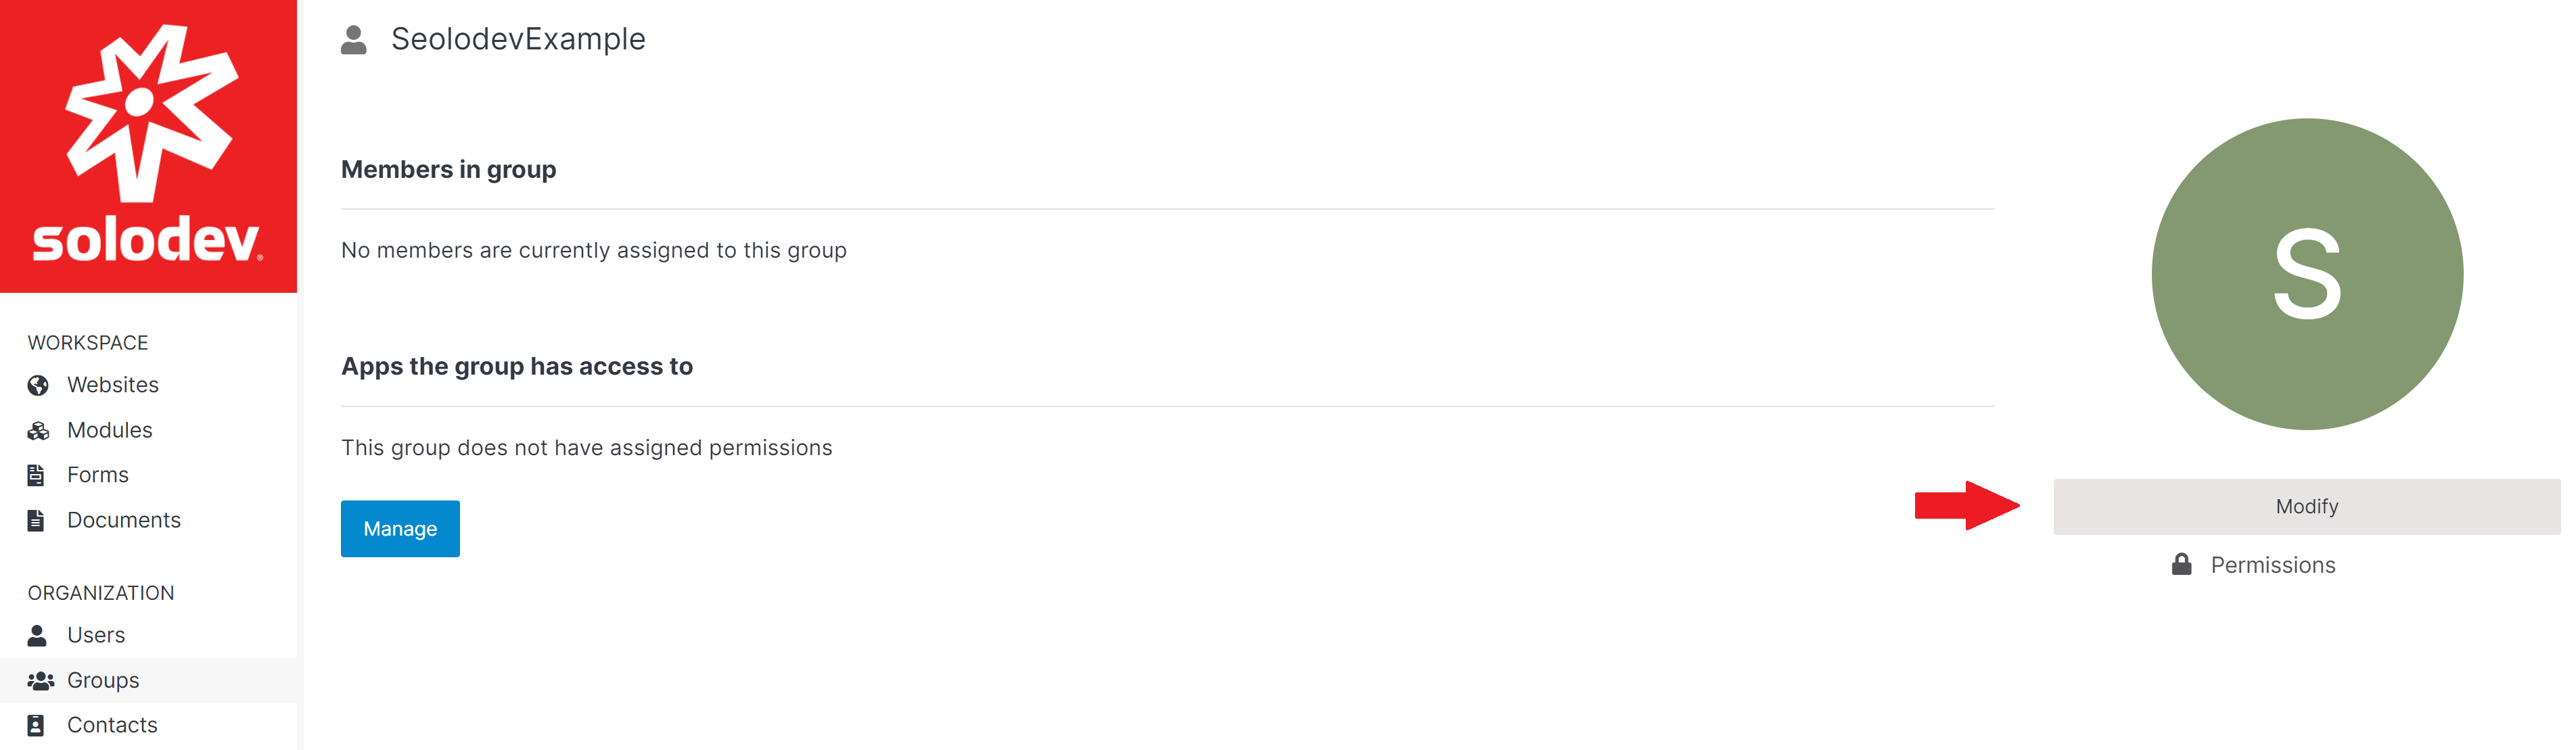 solodev
WORKSPACE
Websites
Modules
Forms
Documents
ORGANIZATION
Users
Groups
Contacts
SeolodevExample
Members in group
No members are currently assigned to this group
Apps the group has access to
This group does not have assigned permissions
Manage
S
Modify
Permissions